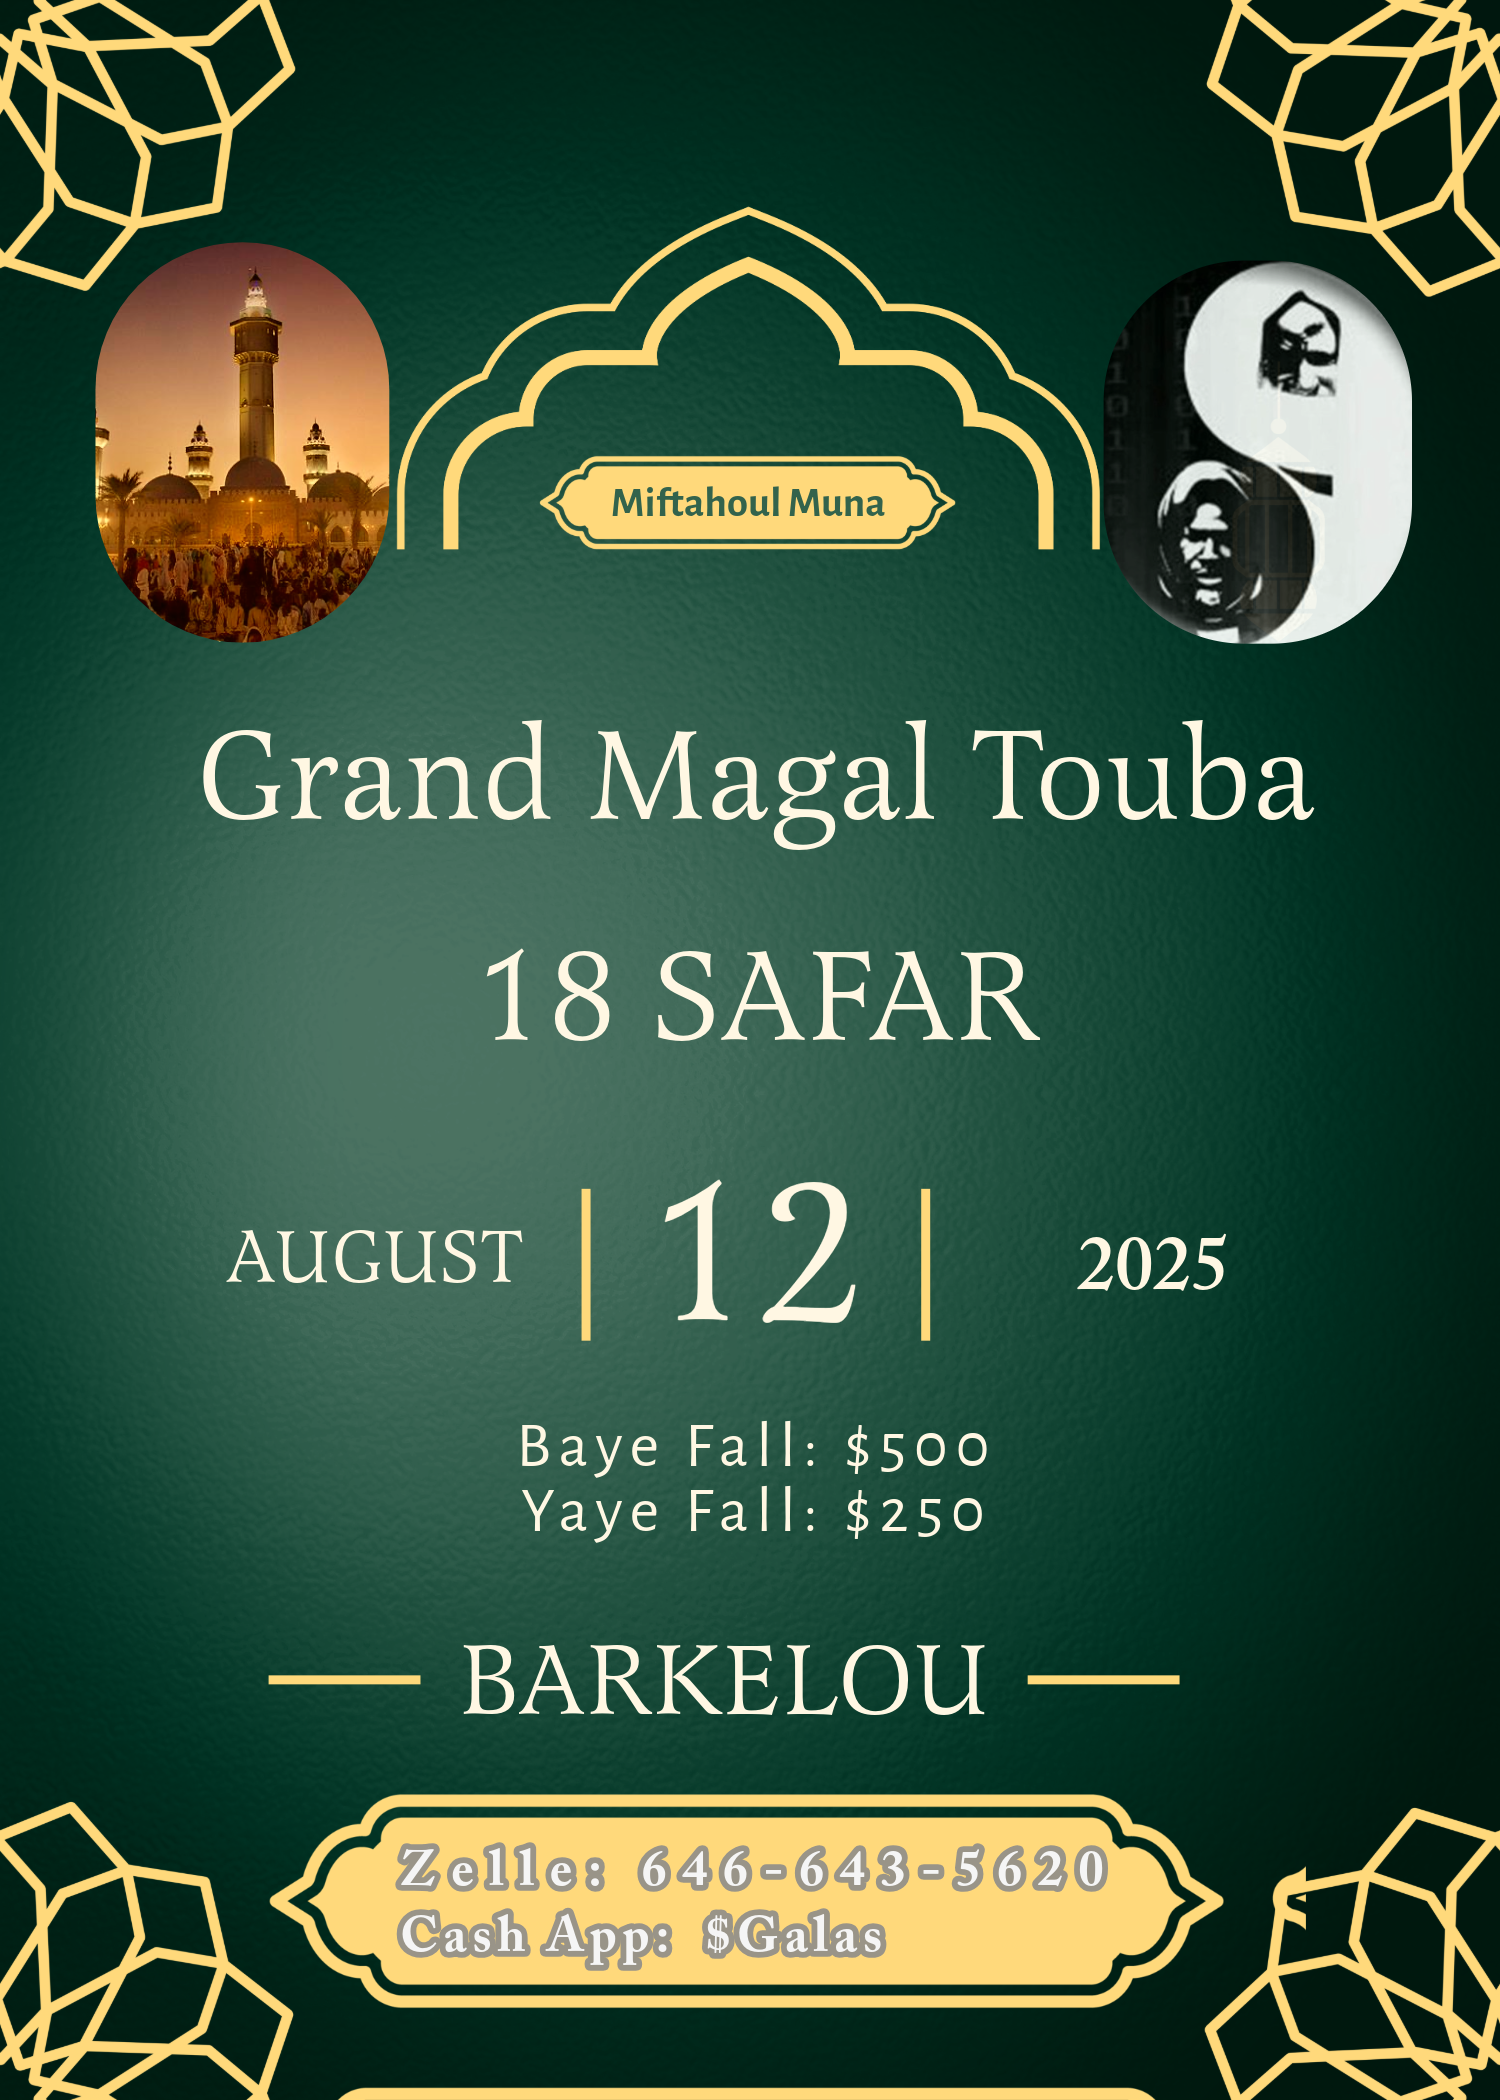 Miftahoul Muna
Grand Magal Touba
18 SAFAR
AUGUST | 12 | 2025
Baye Fall: $500
Yaye Fall: $250
BARKELOU
Zelle: 646-643-5620
Cash App: $Galas